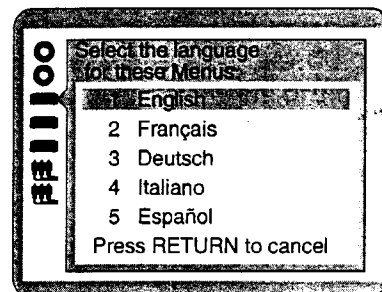 Select the language
for these Menus:
1 English
2 Français
3 Deutsch
4 Italiano
5 Español
Press RETURN to cancel